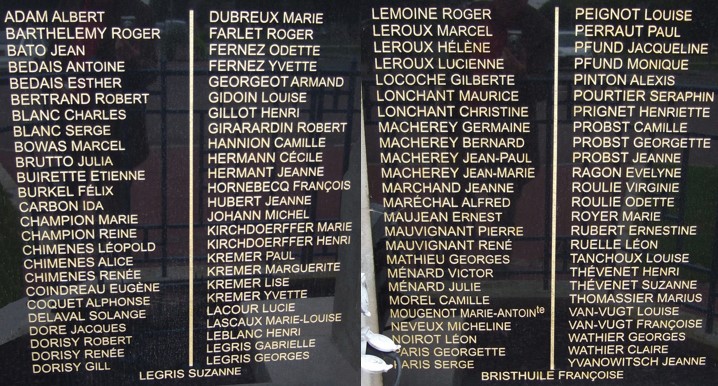 ADAM ALBERT
BARTHELEMY ROGER
BATO JEAN
BEDAIS ANTOINE
BEDAIS ESTHER
BERTRAND ROBERT
BLANC CHARLES
BLANC SERGE
BOWAS MARCEL
BRUTTO JULIA
BUIRETTE ETIENNE
BURKEL FÉLIX
CARBON IDA
CHAMPION MARIE
CHAMPION REINE
CHIMENES LÉOPOLD
CHIMENES ALICE
CHIMENES RENÉE
COINDREAU EUGÈNE
COQUET ALPHONSE
DELAVAL SOLANGE
DORE JACQUES
DORISY ROBERT
DORISY RENÉE
DORISY GILL
DUBREUX MARIE
FARLET ROGER
FERNEZ ODETTE
FERNEZ YVETTE
GEORGEOT ARMAND
GIDOIN LOUISE
GILLOT HENRI
GIRARARDIN ROBERT
HANNION CAMILLE
HERMANN CÉCILE
HERMANT JEANNE
HORNEBECQ FRANÇOIS
HUBERT JEANNE
JOHANN MICHEL
KIRCHDOERFFER MARIE
KIRCHDOERFFER HENRI
KREMER PAUL
KREMER MARGUERITE
KREMER LISE
KREMER YVETTE
LACOUR LUCIE
LASCAUX MARIE-LOUISE
LEBLANC HENRI
LEGRIS GABRIELLE
LEGRIS GEORGES
LEGRIS SUZANNE
LEMOINE ROGER
LEROUX MARCEL
LEROUX HÉLÈNE
LEROUX LUCIENNE
LOCOCHE GILBERTE
LONCHANT MAURICE
LONCHANT CHRISTINE
MACHEREY GERMAINE
MACHEREY BERNARD
MACHEREY JEAN-PAUL
MACHEREY JEAN-MARIE
MARCHAND JEANNE
MARÉCHAL ALFRED
MAUJEAN ERNEST
MAUVIGNANT PIERRE
MAUVIGNANT RENÉ
MATHIEU GEORGES
MÉNARD VICTOR
MÉNARD JULIE
MOREL CAMILLE
MOUGENOT MARIE-ANTOINte
NEVEUX MICHELINE
NOIROT LÉON
PARIS GEORGETTE
PARIS SERGE
PEIGNOT LOUISE
PERRAUT PAUL
PFUND JACQUELINE
PFUND MONIQUE
PINTON ALEXIS
POURTIER SERAPHIN
PRIGNET HENRIETTE
PROBST CAMILLE
PROBST GEORGETTE
PROBST JEANNE
RAGON EVELYNE
ROULIE VIRGINIE
ROULIE ODETTE
ROYER MARIE
RUBERT ERNESTINE
RUELLE LÉON
TANCHOUX LOUISE
THÉVENET HENRI
THÉVENET SUZANNE
THOMASSIER MARIUS
VAN-VUGT LOUISE
VAN-VUGT FRANÇOISE
WATHIER GEORGES
WATHIER CLAIRE
YVANOWITSCH JEANNE
BRISTHUILE FRANÇOISE